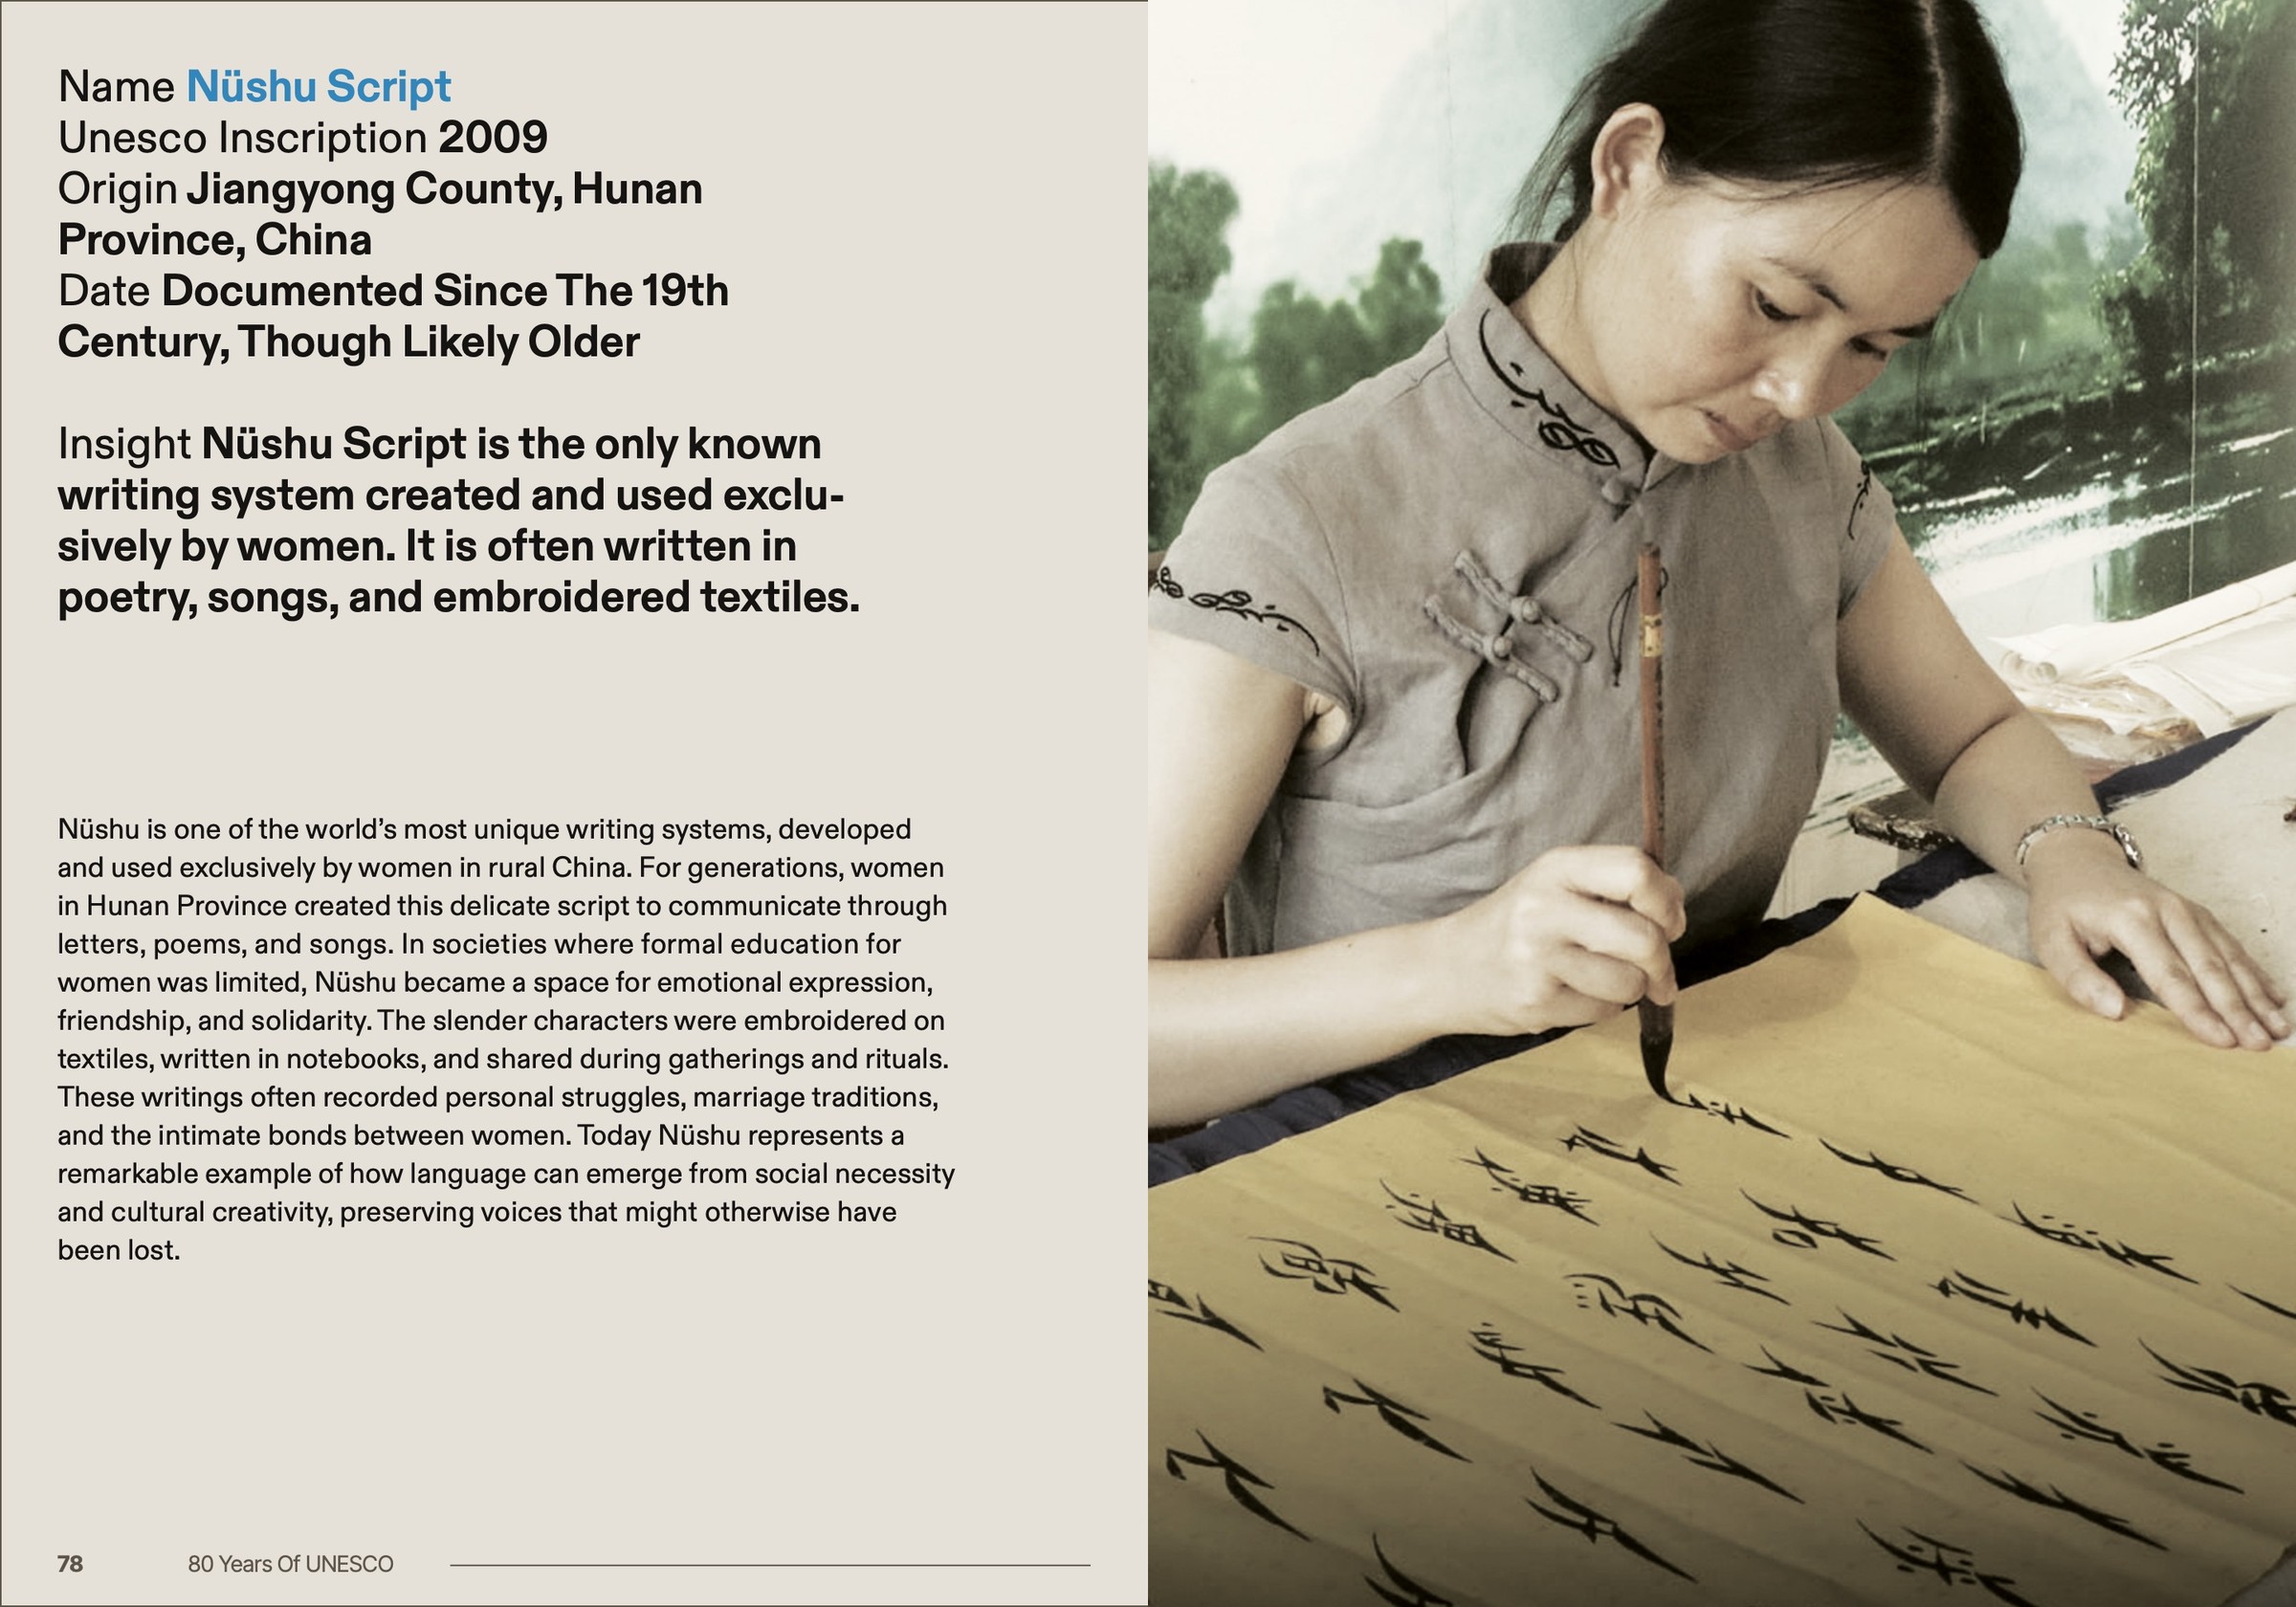 Name Nüshu Script
Unesco Inscription 2009
Origin Jiangyong County, Hunan
Province, China
Date Documented Since The 19th
Century, Though Likely Older
Insight Nüshu Script is the only known
writing system created and used exclu-
sively by women. It is often written in
poetry, songs, and embroidered textiles.
Nüshu is one of the world’s most unique writing systems, developed
and used exclusively by women in rural China. For generations, women
in Hunan Province created this delicate script to communicate through
letters, poems, and songs. In societies where formal education for
women was limited, Nüshu became a space for emotional expression,
friendship, and solidarity. The slender characters were embroidered on
textiles, written in notebooks, and shared during gatherings and rituals.
These writings often recorded personal struggles, marriage traditions,
and the intimate bonds between women. Today Nüshu represents a
remarkable example of how language can emerge from social necessity
and cultural creativity, preserving voices that might otherwise have
been lost.
78 80 Years Of UNESCO